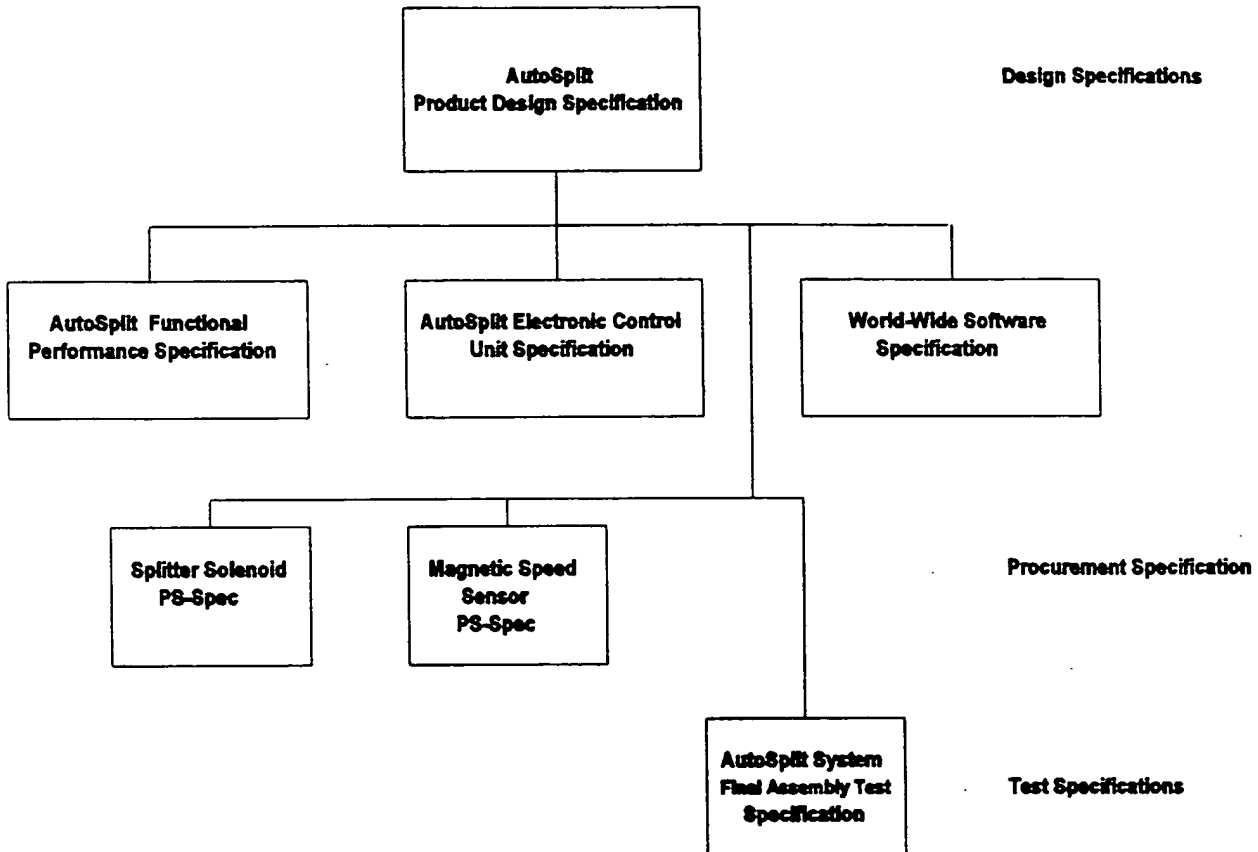 AutoSplit
Product Design Specification
Design Specifications
AutoSplit Functional
Performance Specification
AutoSplit Electronic Control
Unit Specification
World-Wide Software
Specification
Splitter Solenoid
PS-Spec
Magnetic Speed
Sensor
PS-Spec
Procurement Specification
AutoSplit System
Final Assembly Test
Specification
Test Specifications